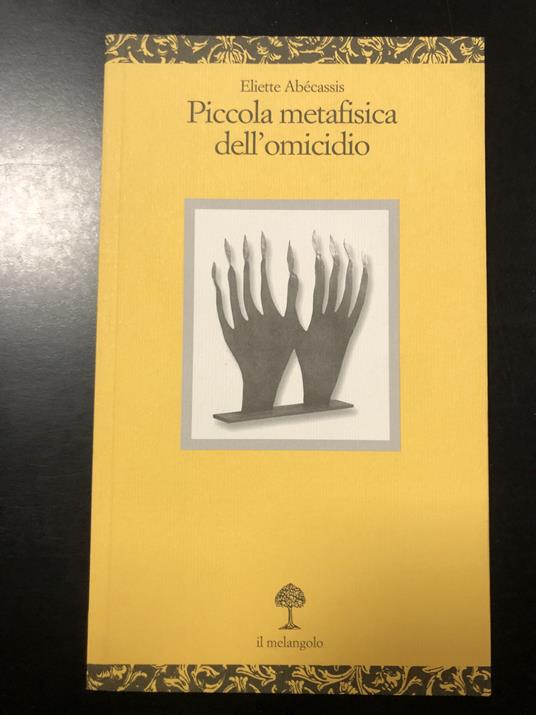 Eliette Abécassis
Piccola metafisica
dell'omicidio
il melangolo